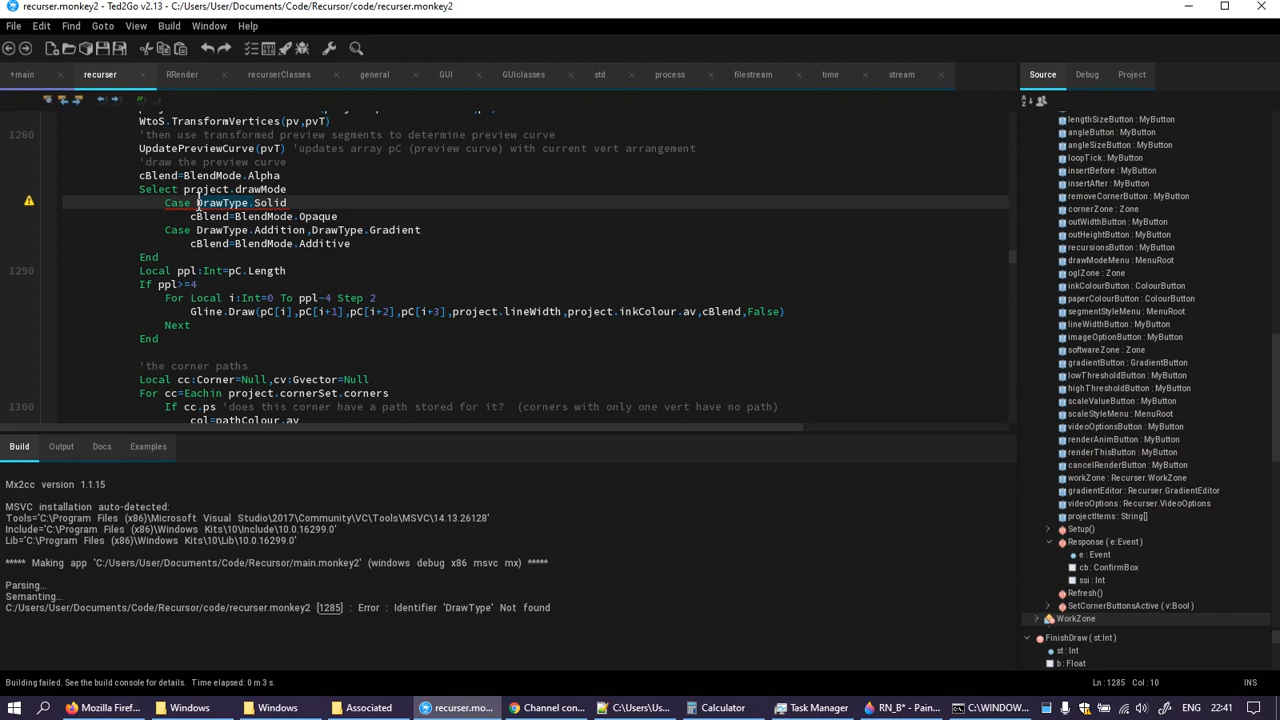 recurser.monkey2 - Ted2Go v2.13 - C:/Users/User/Documents/Code/Recursor/recurser.monkey2
File Edit Find Goto View Build Window Help
+main recurser RRender recurserClasses general GUI GUIclasses std process filestream time stream
Source Debug Project
1280 WtoS.TransformVertices(pv,pvT)
'then use transformed preview segments to determine preview curve
UpdatePreviewCurve(pvT) 'updates array pC (preview curve) with current vert arrangement
'draw the preview curve
cBlend=BlendMode.Alpha
Select project.drawMode
Case DrawType.Solid
cBlend=BlendMode.Opaque
Case DrawType.Addition,DrawType.Gradient
cBlend=BlendMode.Additive
End
1290 Local ppl:Int=pC.Length
If ppl>=4
For Local i:Int=0 To ppl-4 Step 2
Gline.Draw(pC[i],pC[i+1],pC[i+2],pC[i+3],project.lineWidth,project.inkColour.av,cBlend,False)
Next
End
'the corner paths
Local cc:Corner=Null,cv:Gvector=Null
For cc=Eachin project.cornerSet.corners
1300 If cc.ps 'does this corner have a path stored for it? (corners with only one vert have no path)
col=pathColour.av
lengthSizeButton : MyButton
angleButton : MyButton
angleSizeButton : MyButton
loopTick : MyButton
insertBefore : MyButton
insertAfter : MyButton
removeCornerButton : MyButton
cornerZone : Zone
outWidthButton : MyButton
outHeightButton : MyButton
recursionsButton : MyButton
drawModeMenu : MenuRoot
oglZone : Zone
inkColourButton : ColourButton
paperColourButton : ColourButton
segmentStyleMenu : MenuRoot
lineWidthButton : MyButton
imageOptionButton : MyButton
softwareZone : Zone
gradientButton : GradientButton
lowThresholdButton : MyButton
highThresholdButton : MyButton
scaleValueButton : MyButton
scaleStyleMenu : MenuRoot
videoOptionsButton : MyButton
renderAnimButton : MyButton
renderThisButton : MyButton
cancelRenderButton : MyButton
workZone : Recurser.WorkZone
gradientEditor : Recurser.GradientEditor
videoOptions : Recurser.VideoOptions
projectItems : String[]
Setup()
Response ( e:Event )
e : Event
cb : ConfirmBox
ssi : Int
Refresh()
SetCornerButtonsActive ( v:Bool )
WorkZone
FinishDraw ( st:Int )
st : Int
b : Float
Build Output Docs Examples
Mx2cc version 1.1.15
MSVC installation auto-detected:
Tools='C:\Program Files (x86)\Microsoft Visual Studio\2017\Community\VC\Tools\MSVC\14.13.26128'
Include='C:\Program Files (x86)\Windows Kits\10\Include\10.0.16299.0'
Lib='C:\Program Files (x86)\Windows Kits\10\Lib\10.0.16299.0'
***** Making app 'C:/Users/User/Documents/Code/Recursor/main.monkey2' (windows debug x86 msvc mx) *****
Parsing...
Semanting...
C:/Users/User/Documents/Code/Recursor/code/recurser.monkey2 [1285] : Error : Identifier 'DrawType' Not found
Building failed. See the build console for details. Time elapsed: 0 m 3 s.
Ln : 1285 Col : 10 INS
Mozilla Firef... Windows Windows Associated recurser.mo... Channel con... C:\Users\Us... Calculator Task Manager RN_B* - Pain... C:\WINDOW... ENG 22:41